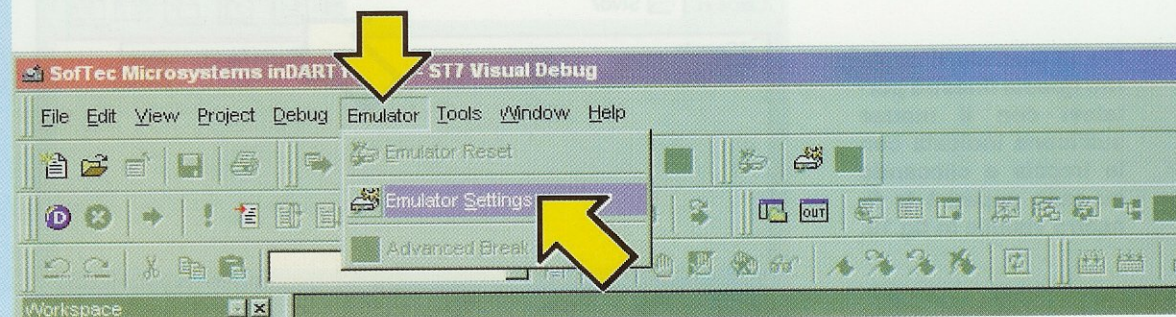 SofTec Microsystems inDART - ST7 Visual Debug
File Edit View Project Debug Emulator Tools Window Help
Emulator Reset
Emulator Settings
OUT
Advanced Break
Workspace